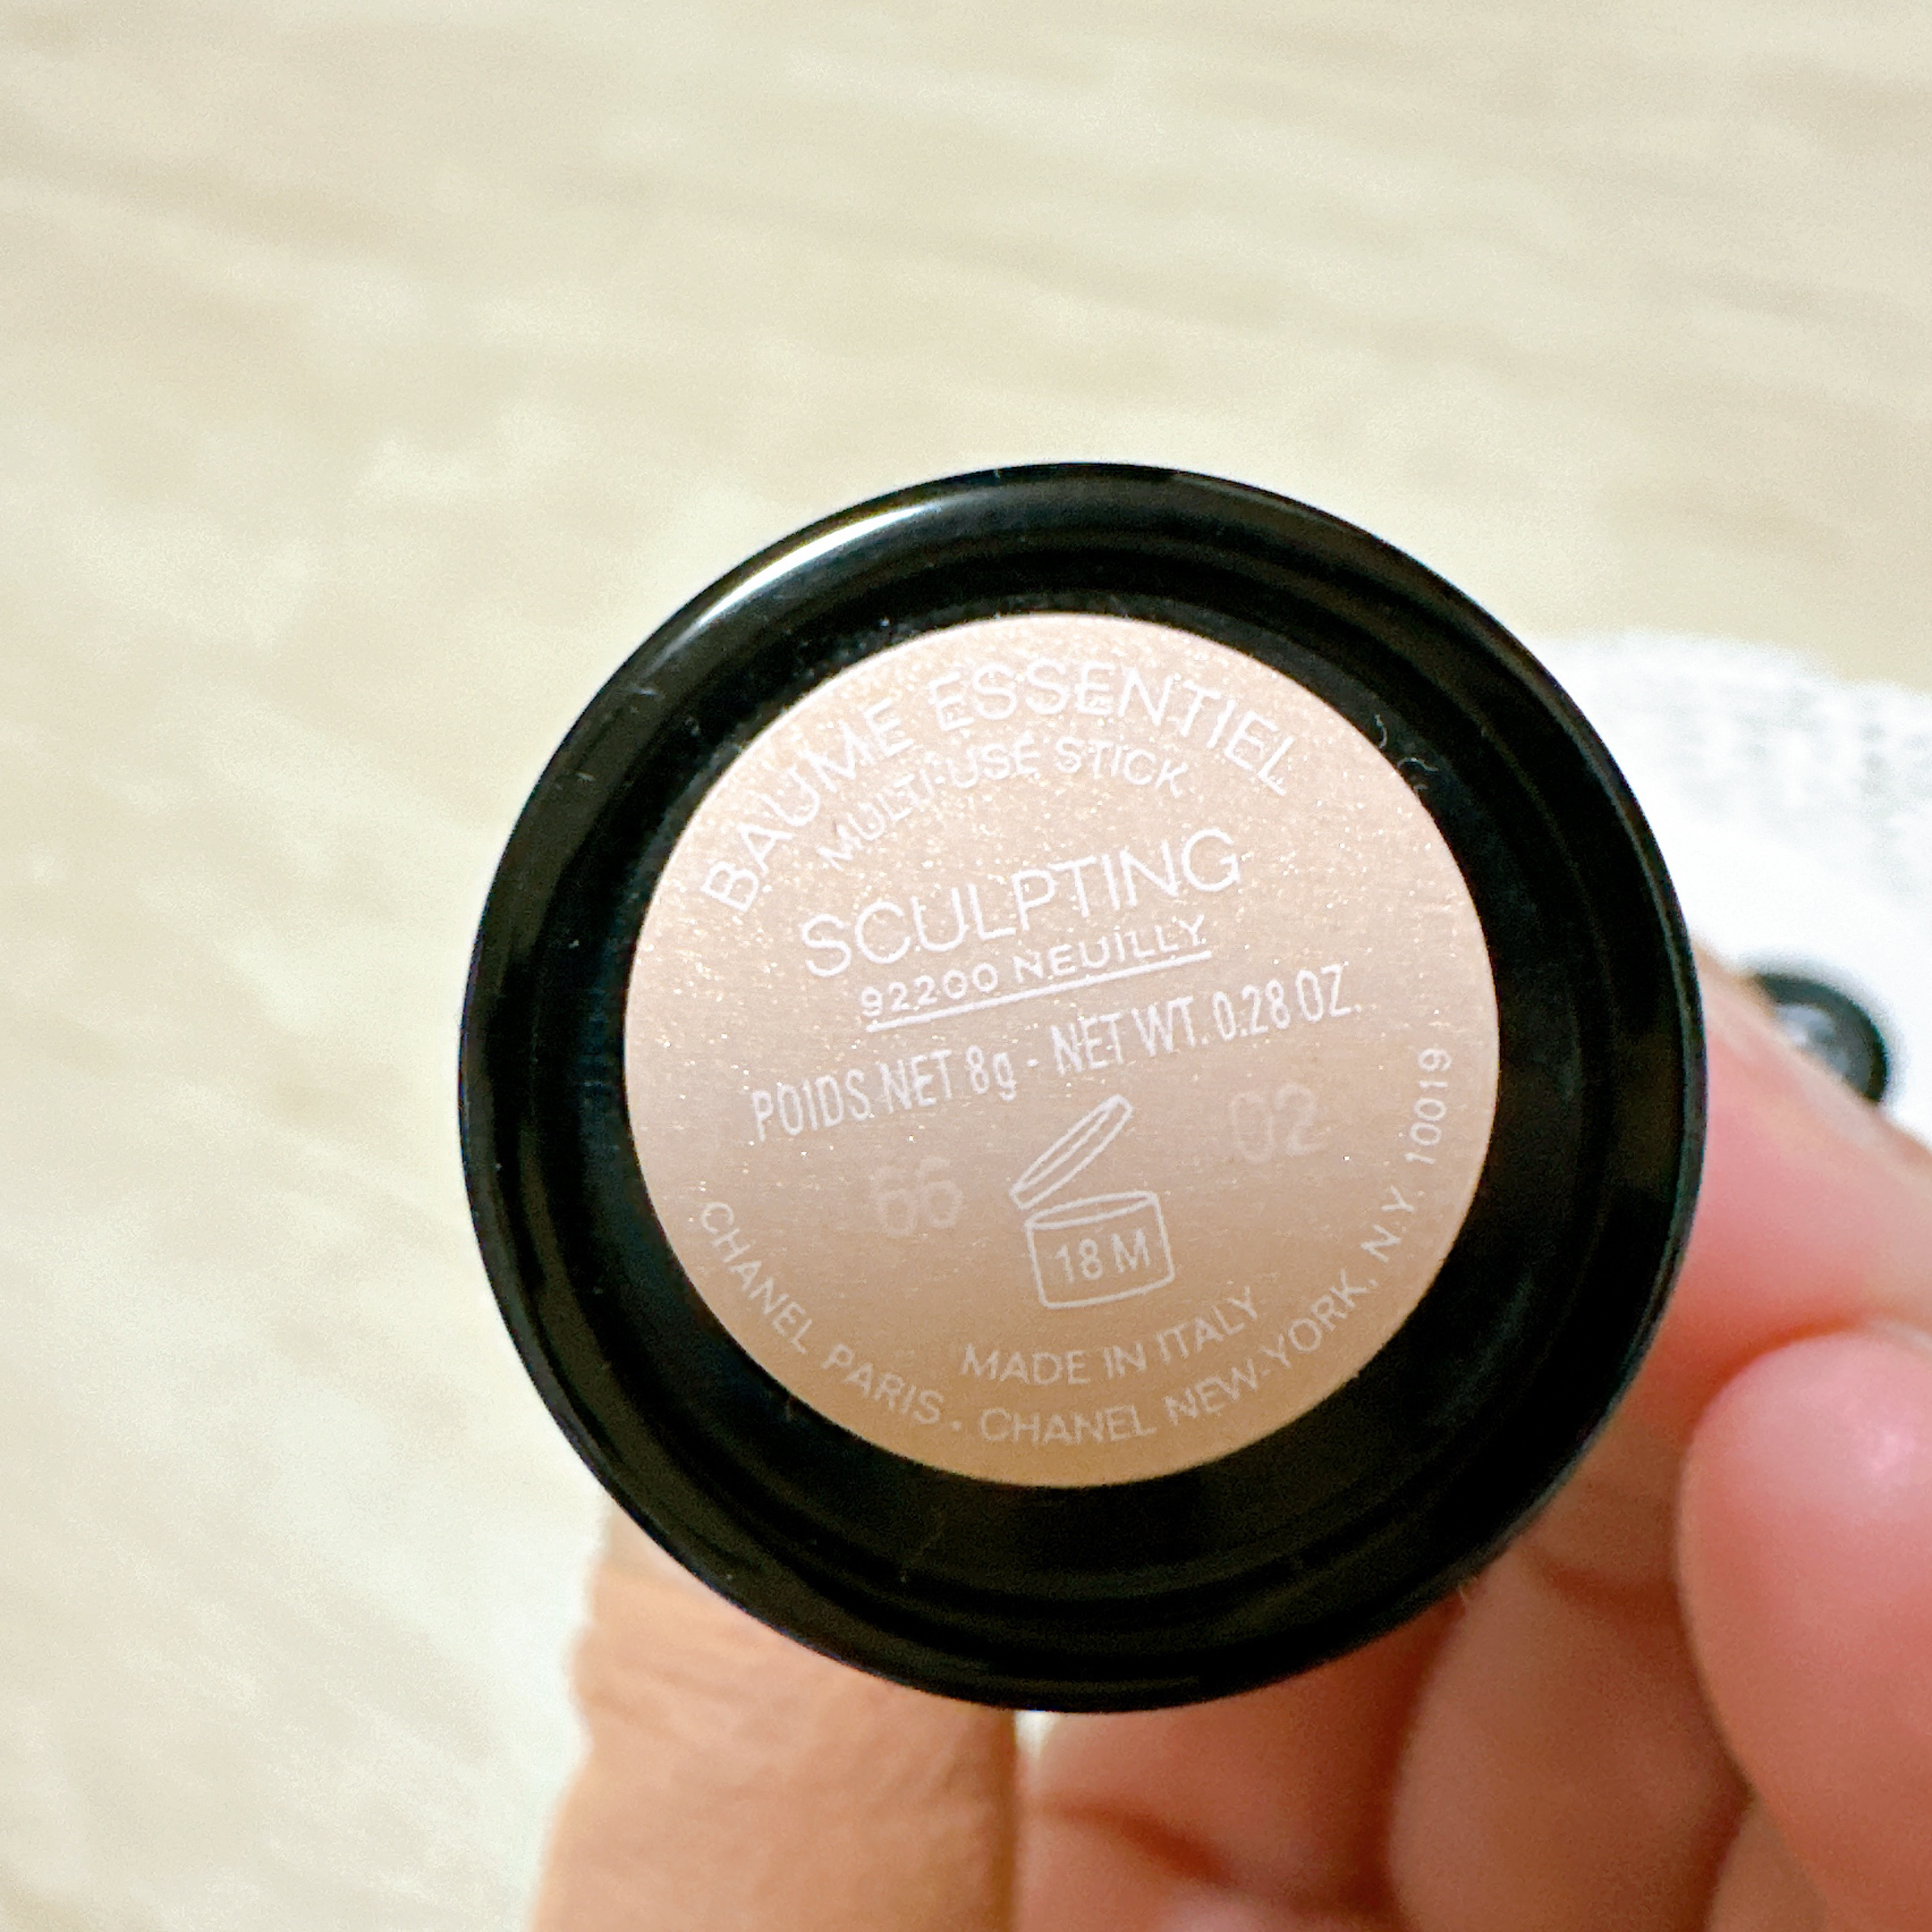 BAUME ESSENTIEL
MULTI-USE STICK
SCULPTING
92200 NEUILLY
POIDS NET 8g - NET WT. 0.28 OZ.
66 02
18 M
MADE IN ITALY
CHANEL PARIS . CHANEL NEW-YORK, N.Y. 10019